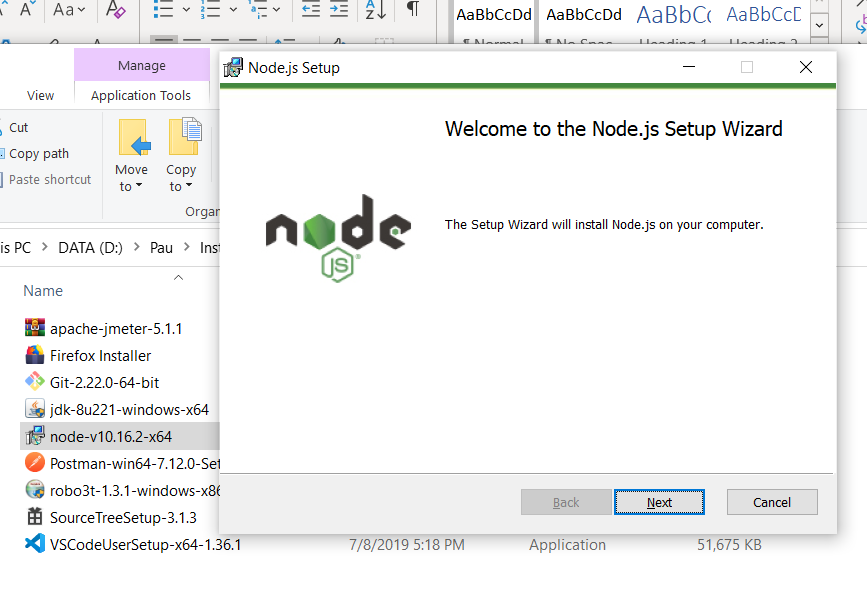 Aa
AaBbCcDd AaBbCcDd AaBbCc AaBbCcD
Manage
View Application Tools
Cut
Copy path
Paste shortcut
Move to
Copy to
Organ
is PC > DATA (D:) > Pau > Inst
Name
apache-jmeter-5.1.1
Firefox Installer
Git-2.22.0-64-bit
jdk-8u221-windows-x64
node-v10.16.2-x64
Postman-win64-7.12.0-Set
robo3t-1.3.1-windows-x86
SourceTreeSetup-3.1.3
VSCodeUserSetup-x64-1.36.1 7/8/2019 5:18 PM Application 51,675 KB
Node.js Setup
Welcome to the Node.js Setup Wizard
node
JS
The Setup Wizard will install Node.js on your computer.
Back Next Cancel